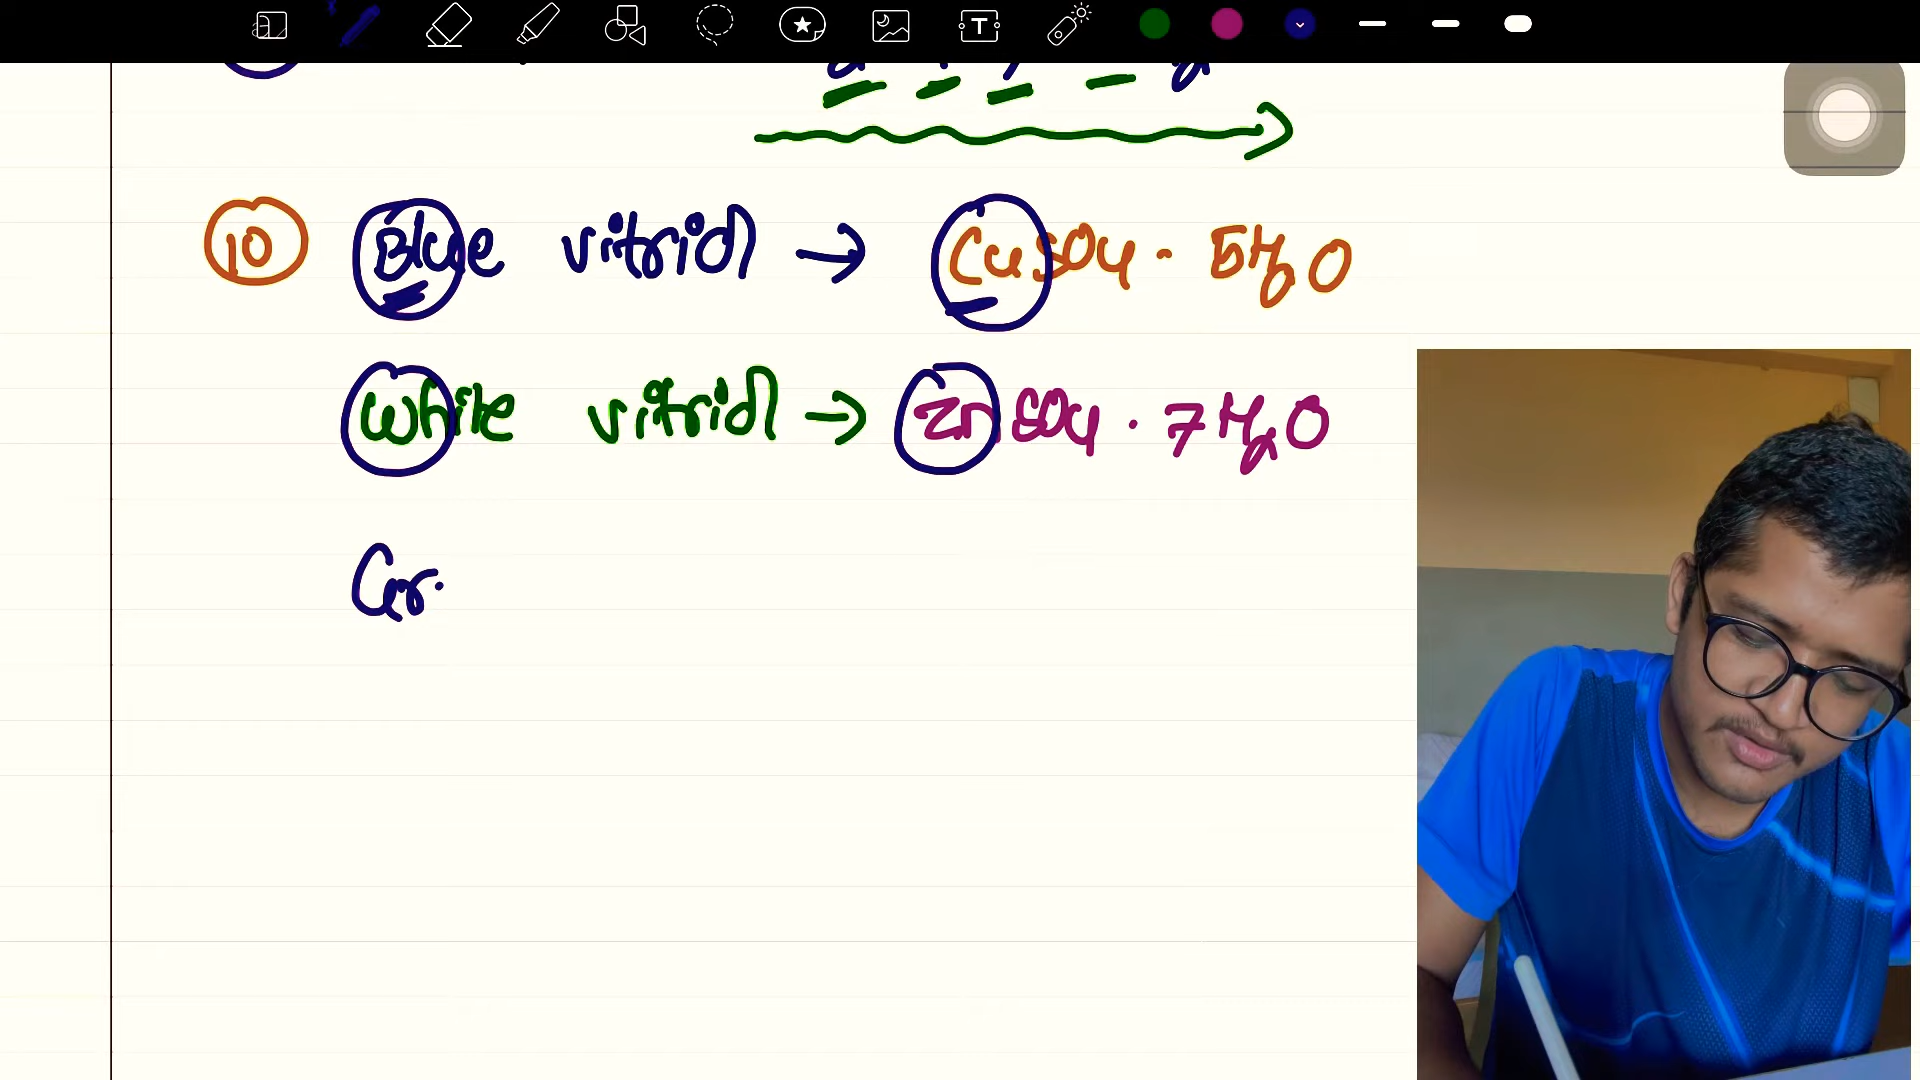 10 Blue vitriol → CuSO4 · 5H2O
White vitriol → ZnSO4 · 7H2O
Gr